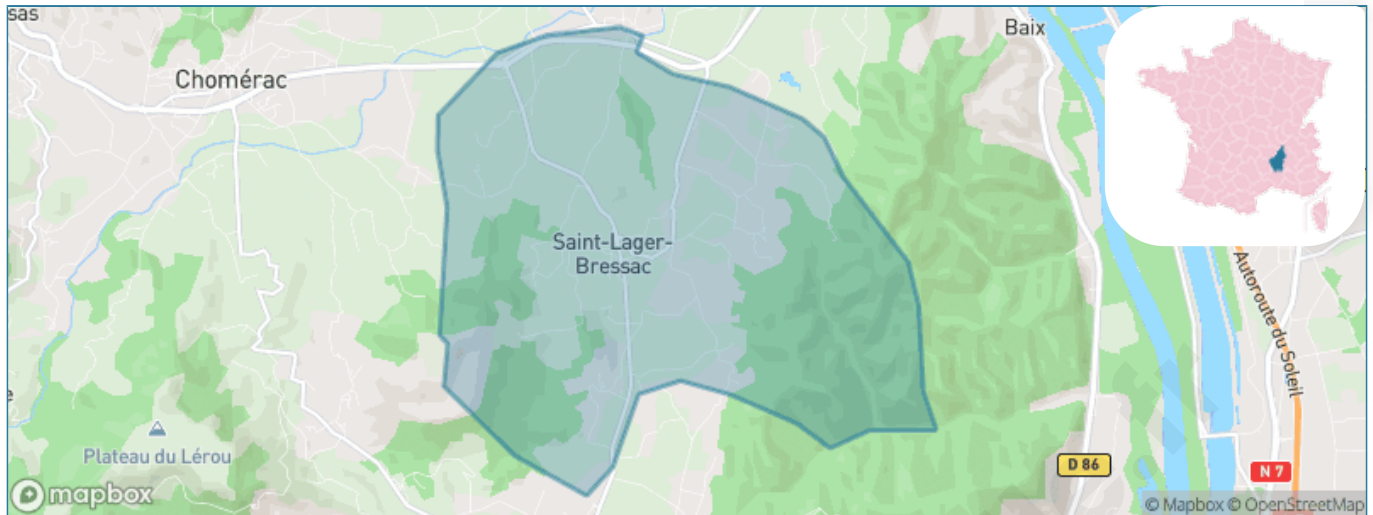 sas
Baix
Chomérac
Saint-Lager-
Bressac
Autoroute du Soleil
Plateau du Lérou
D 86
N 7
mapbox
© Mapbox © OpenStreetMap